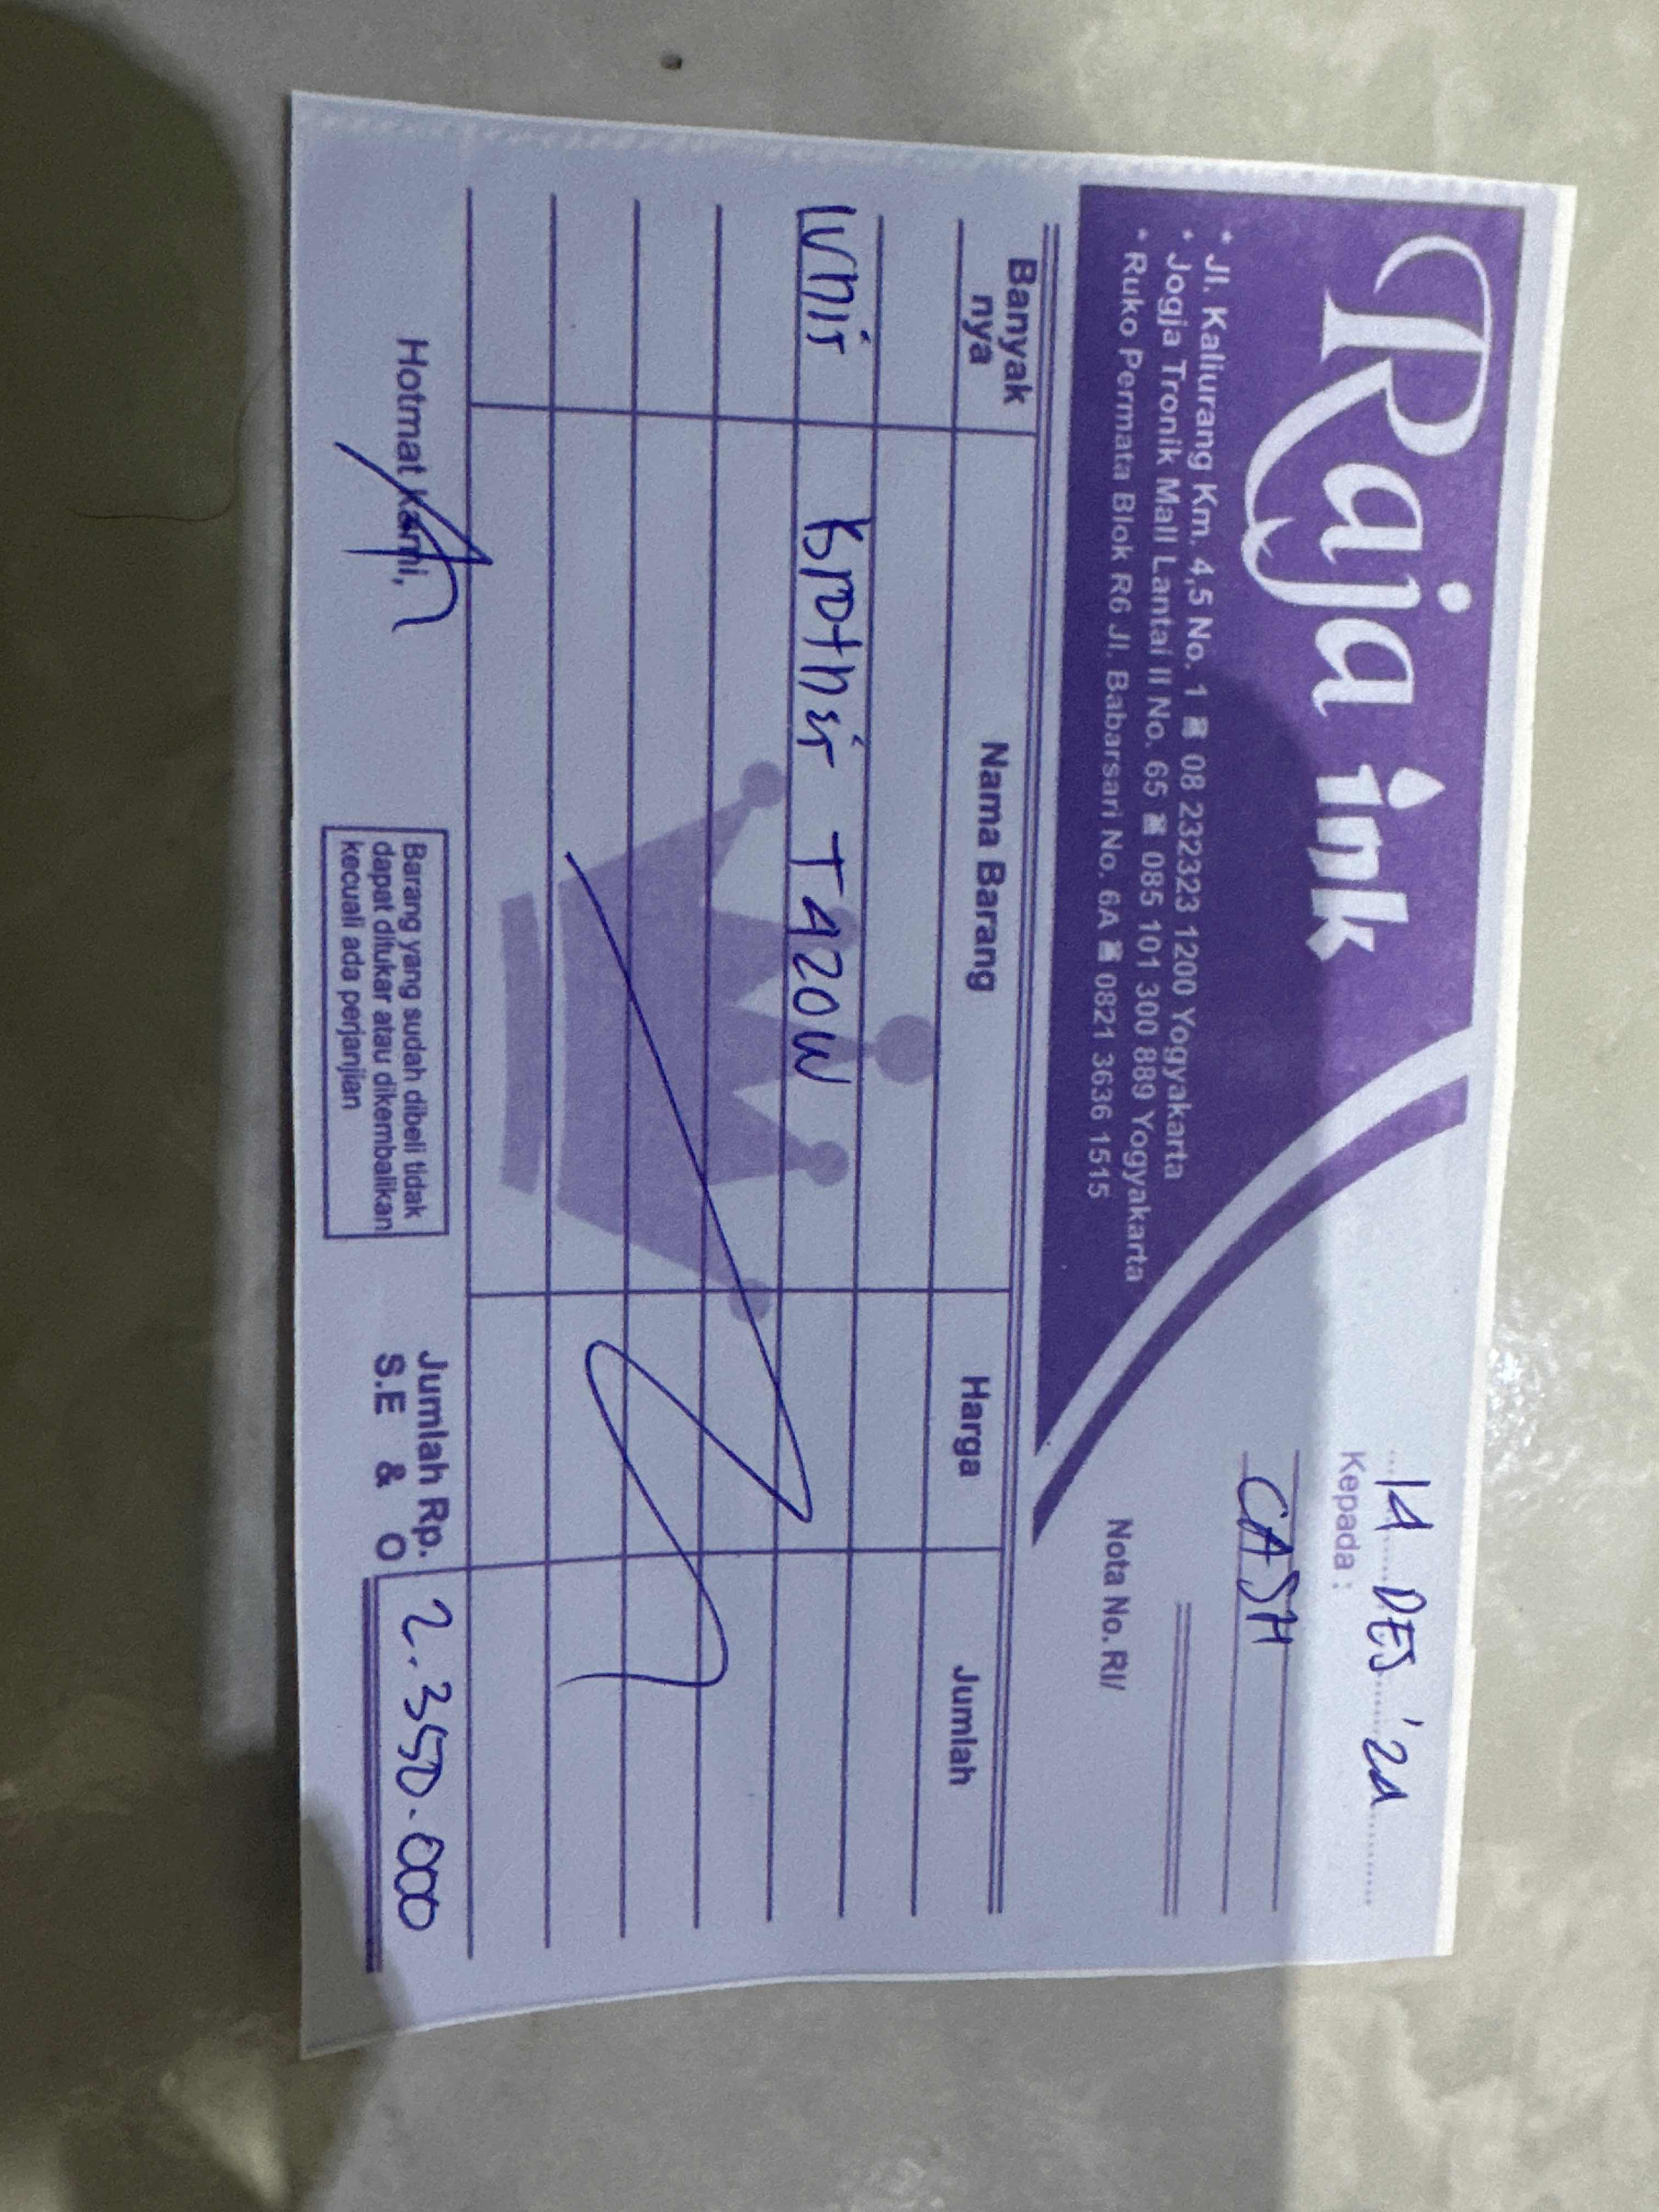 Raja ink
* Jl. Kaliurang Km. 4,5 No. 1 ☎ 08 232323 1200 Yogyakarta
* Jogja Tronik Mall Lantai II No. 65 ☎ 085 101 300 889 Yogyakarta
* Ruko Permata Blok R6 Jl. Babarsari No. 6A ☎ 0821 3636 1515
14 DES '24
Kepada :
CASH
Nota No. RI/
Banyak nya Nama Barang Harga Jumlah
1 UNIT BROTHER T420W
Hotmat Kami,
Barang yang sudah dibeli tidak
dapat ditukar atau dikembalikan
kecuali ada perjanjian
Jumlah Rp. 2.350.000
S.E & O